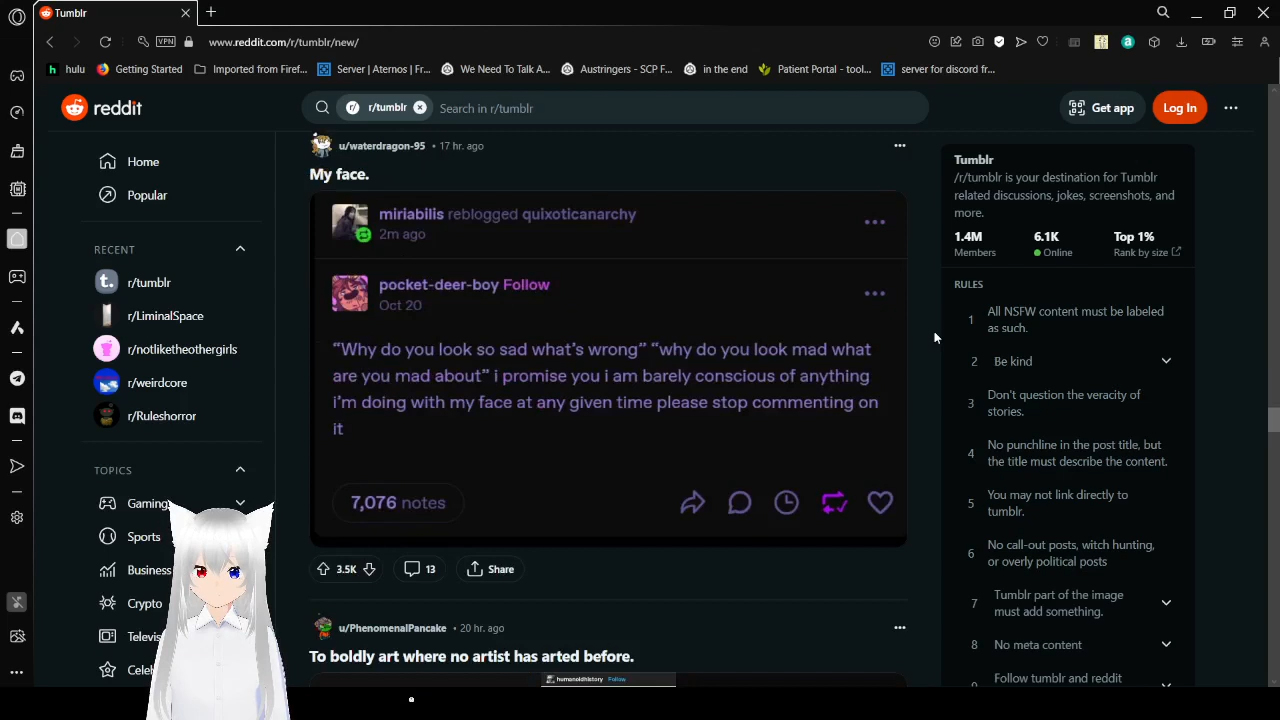 Tumblr
www.reddit.com/r/tumblr/new/
VPN
hulu
Getting Started
Imported from Firef...
Server | Aternos | Fr...
We Need To Talk A...
Austringers - SCP F...
in the end
Patient Portal - tool...
server for discord fr...
reddit
r/tumblr
Search in r/tumblr
Get app
Log In
Home
Popular
RECENT
r/tumblr
r/LiminalSpace
r/notliketheothergirls
r/weirdcore
r/Ruleshorror
TOPICS
Gaming
Sports
Business
Crypto
Televis
Celeb
u/waterdragon-95 • 17 hr. ago
My face.
miriabilis reblogged quixoticanarchy
2m ago
pocket-deer-boy Follow
Oct 20
“Why do you look so sad what’s wrong” “why do you look mad what
are you mad about” i promise you i am barely conscious of anything
i’m doing with my face at any given time please stop commenting on
it
7,076 notes
3.5K
13
Share
u/PhenomenalPancake • 20 hr. ago
To boldly art where no artist has arted before.
humanoidhistory Follow
Tumblr
/r/tumblr is your destination for Tumblr
related discussions, jokes, screenshots, and
more.
1.4M 6.1K Top 1%
Members Online Rank by size
RULES
1 All NSFW content must be labeled
as such.
2 Be kind
3 Don't question the veracity of
stories.
4 No punchline in the post title, but
the title must describe the content.
5 You may not link directly to
tumblr.
6 No call-out posts, witch hunting,
or overly political posts
7 Tumblr part of the image
must add something.
8 No meta content
Follow tumblr and reddit